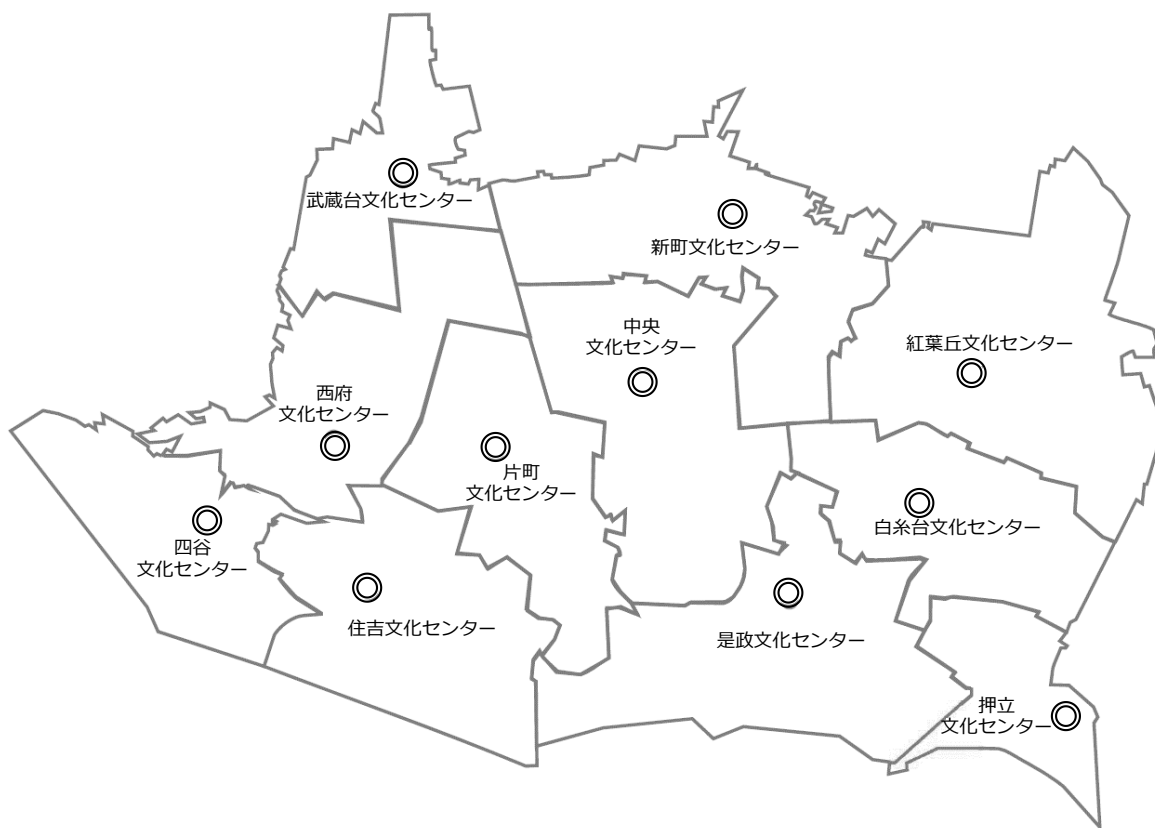 武蔵台文化センター
新町文化センター
中央
文化センター
紅葉丘文化センター
西府
文化センター
片町
文化センター
白糸台文化センター
四谷
文化センター
住吉文化センター
是政文化センター
押立
文化センター